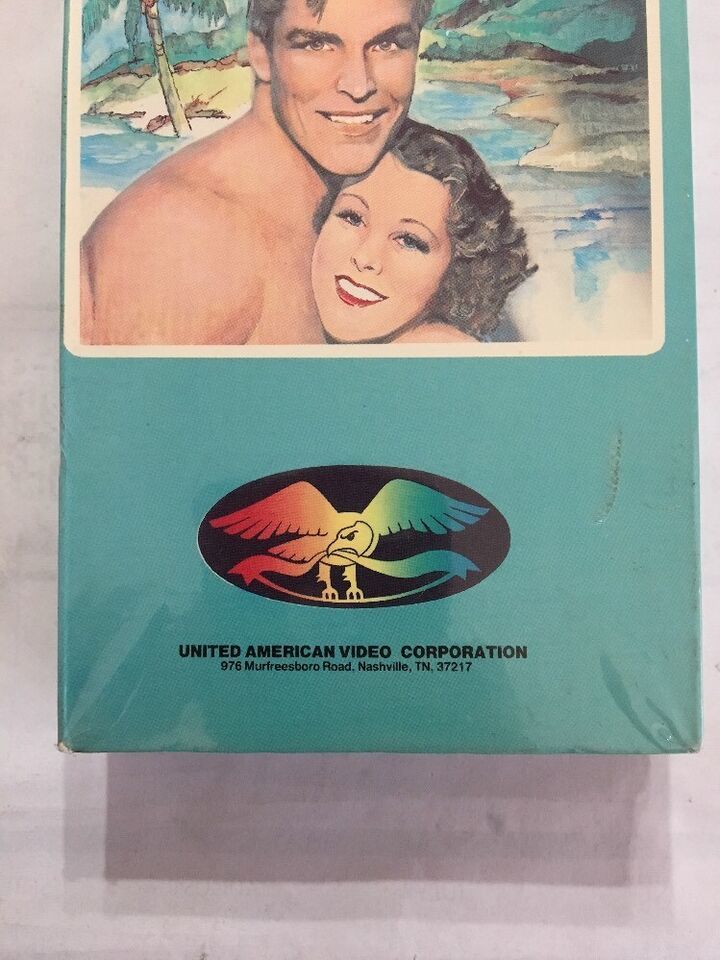 UNITED AMERICAN VIDEO CORPORATION
976 Murfreesboro Road, Nashville, TN, 37217